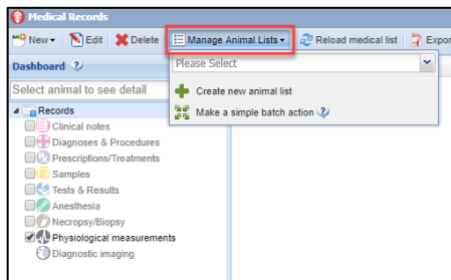 Medical Records
New Edit Delete Manage Animal Lists Reload medical list Expor
Dashboard
Please Select
Select animal to see detail
Create new animal list
Make a simple batch action
Records
Clinical notes
Diagnoses & Procedures
Prescriptions/Treatments
Samples
Tests & Results
Anesthesia
Necropsy/Biopsy
Physiological measurements
Diagnostic imaging